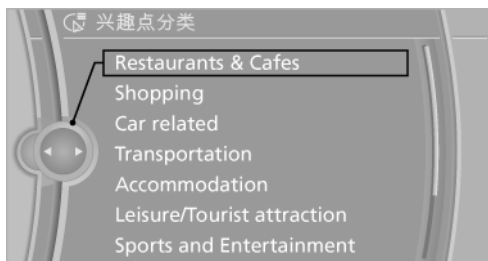 兴趣点分类
Restaurants & Cafes
Shopping
Car related
Transportation
Accommodation
Leisure/Tourist attraction
Sports and Entertainment